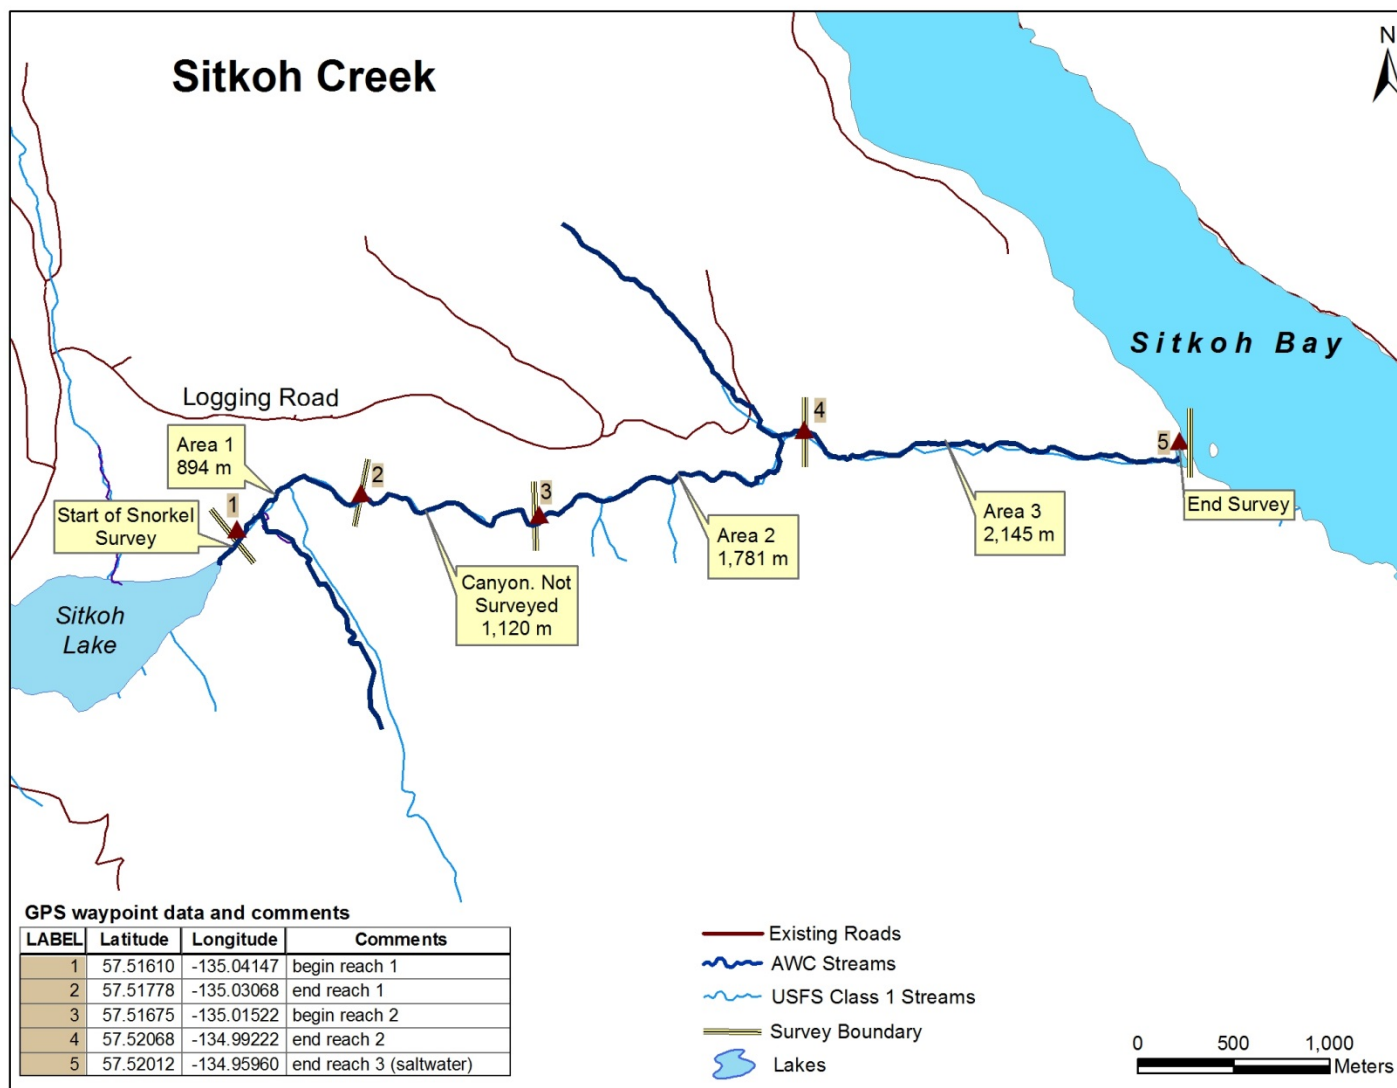 Sitkoh Creek
N
Sitkoh Bay
Logging Road
Area 1
894 m
Start of Snorkel
Survey
1
2
3
4
5
Canyon. Not
Surveyed
1,120 m
Area 2
1,781 m
Area 3
2,145 m
End Survey
Sitkoh
Lake
GPS waypoint data and comments
LABEL Latitude Longitude Comments
1 57.51610 -135.04147 begin reach 1
2 57.51778 -135.03068 end reach 1
3 57.51675 -135.01522 begin reach 2
4 57.52068 -134.99222 end reach 2
5 57.52012 -134.95960 end reach 3 (saltwater)
Existing Roads
AWC Streams
USFS Class 1 Streams
Survey Boundary
Lakes
0 500 1,000
Meters